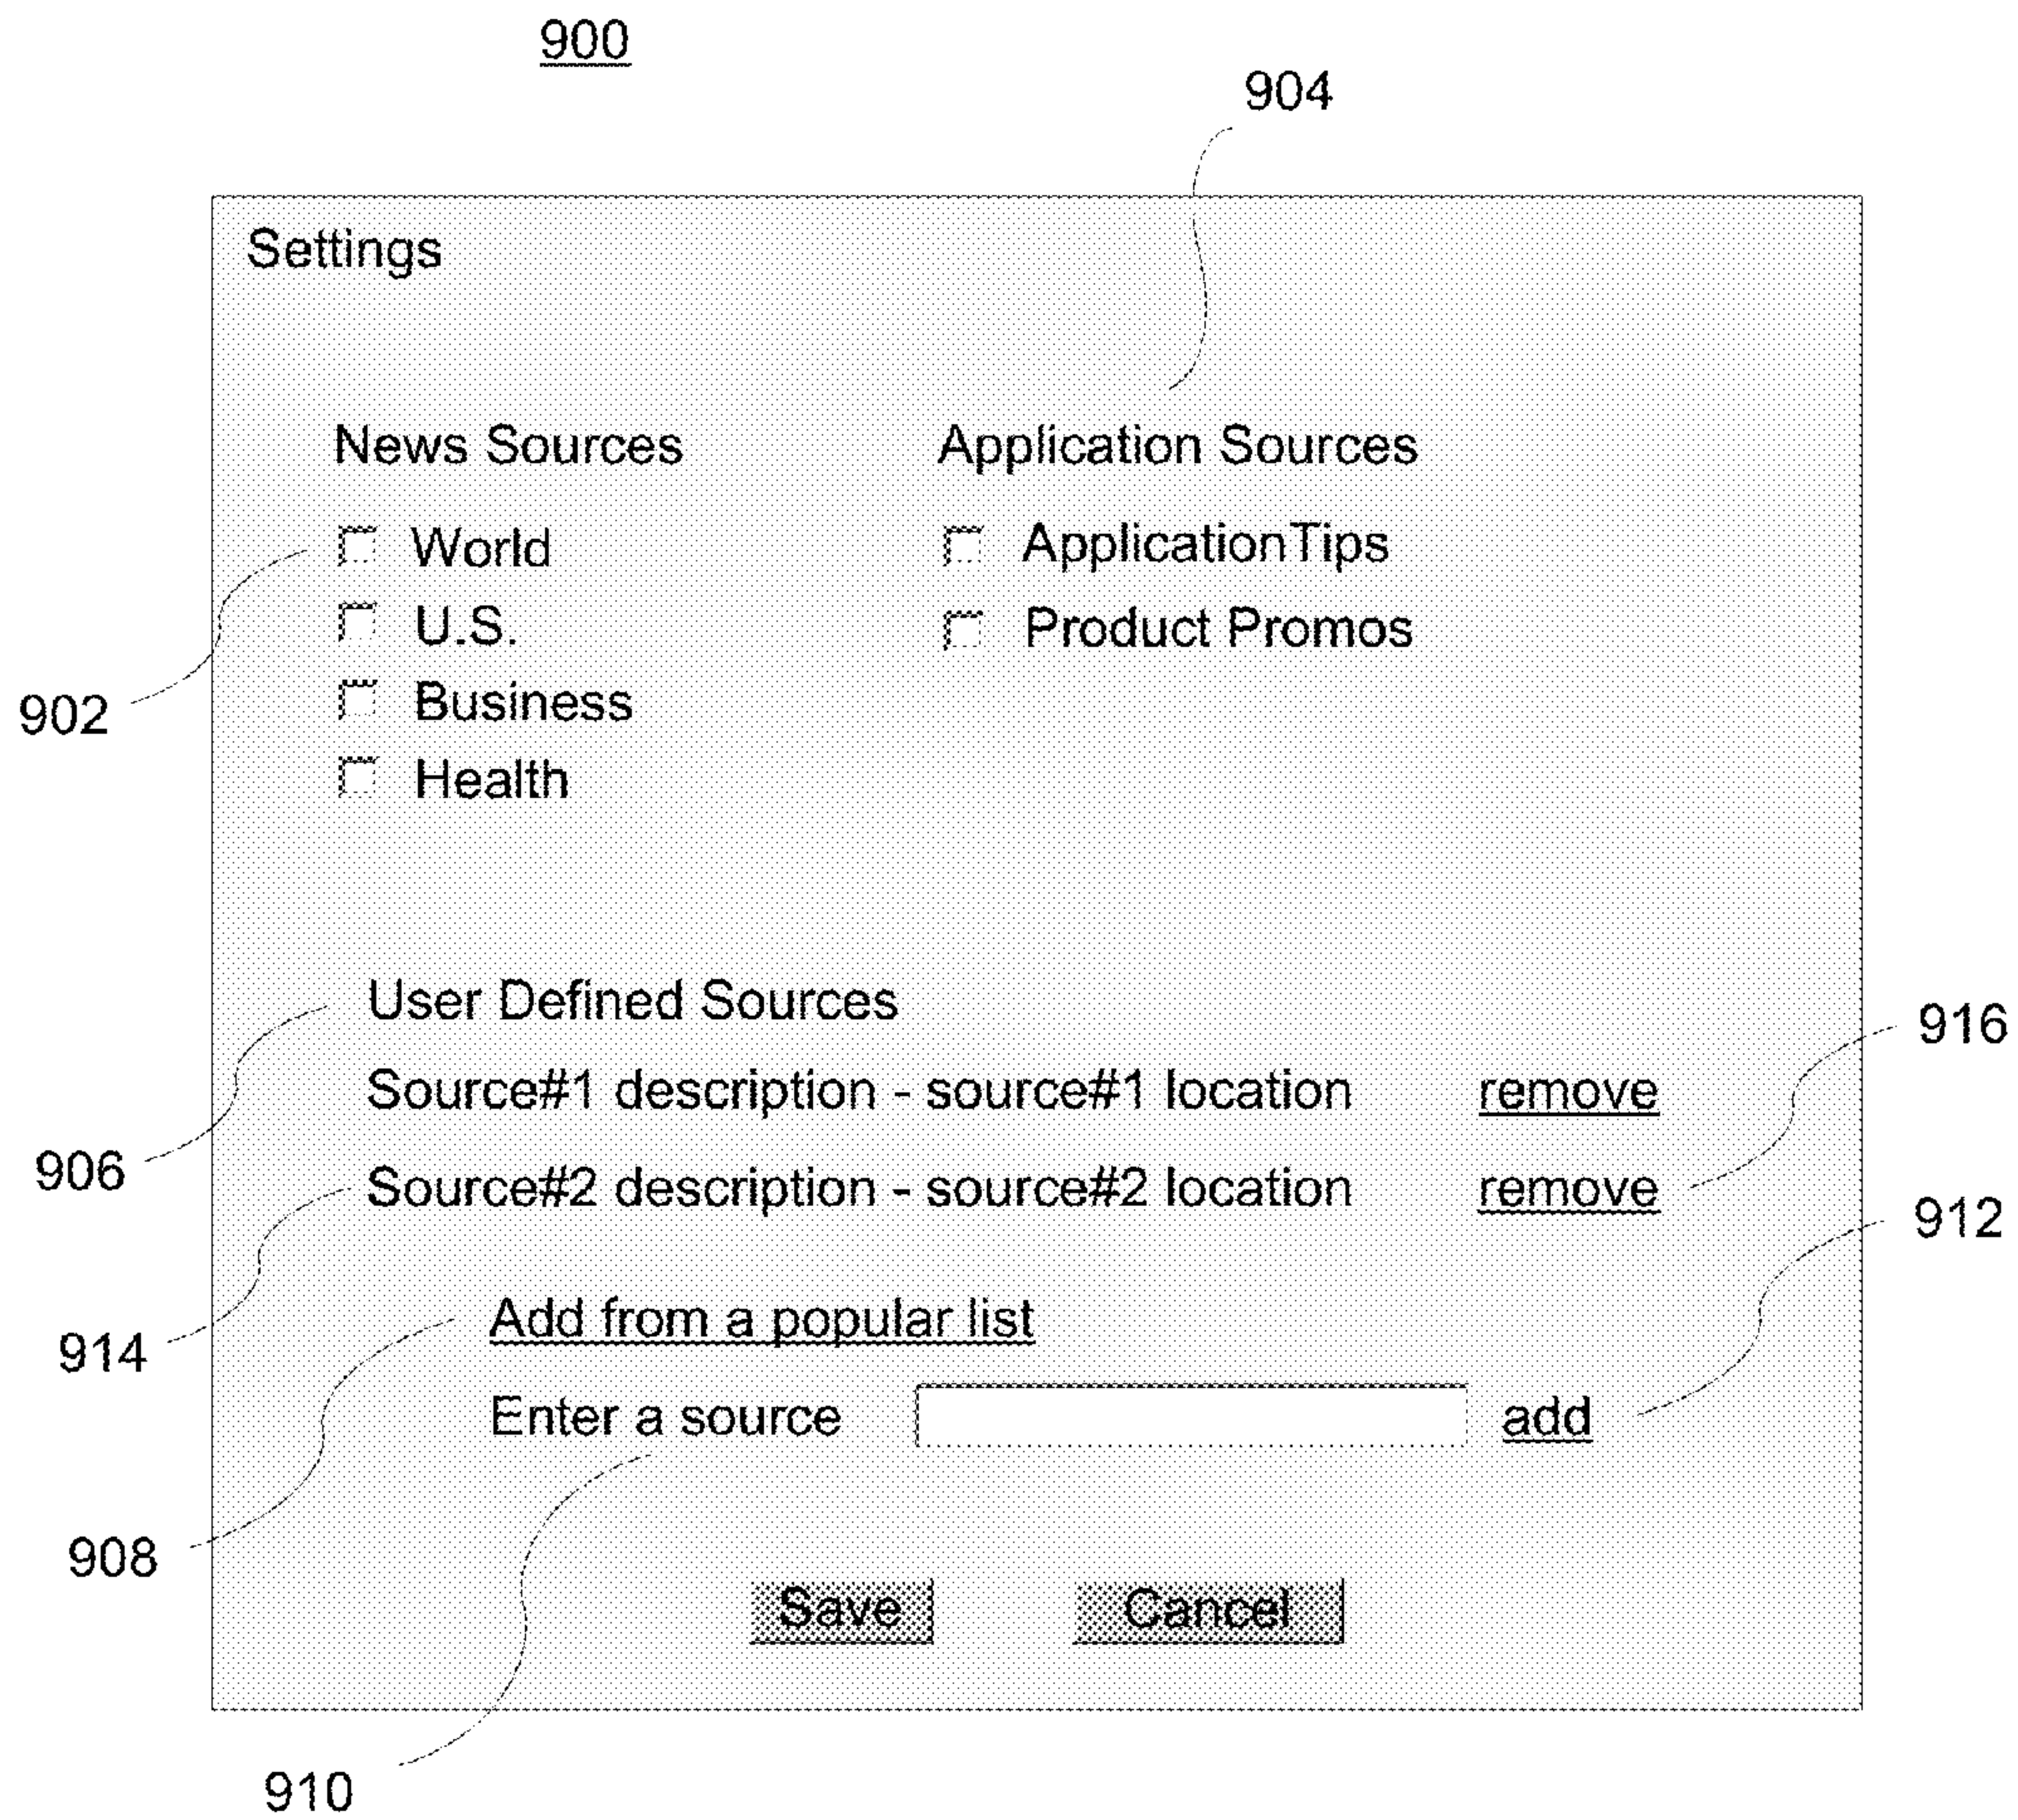 900
904
Settings
News Sources
Application Sources
World
ApplicationTips
U.S.
Product Promos
902
Business
Health
User Defined Sources
916
Source#1 description - source#1 location remove
906
Source#2 description - source#2 location remove
912
914
Add from a popular list
Enter a source add
908
Save Cancel
910